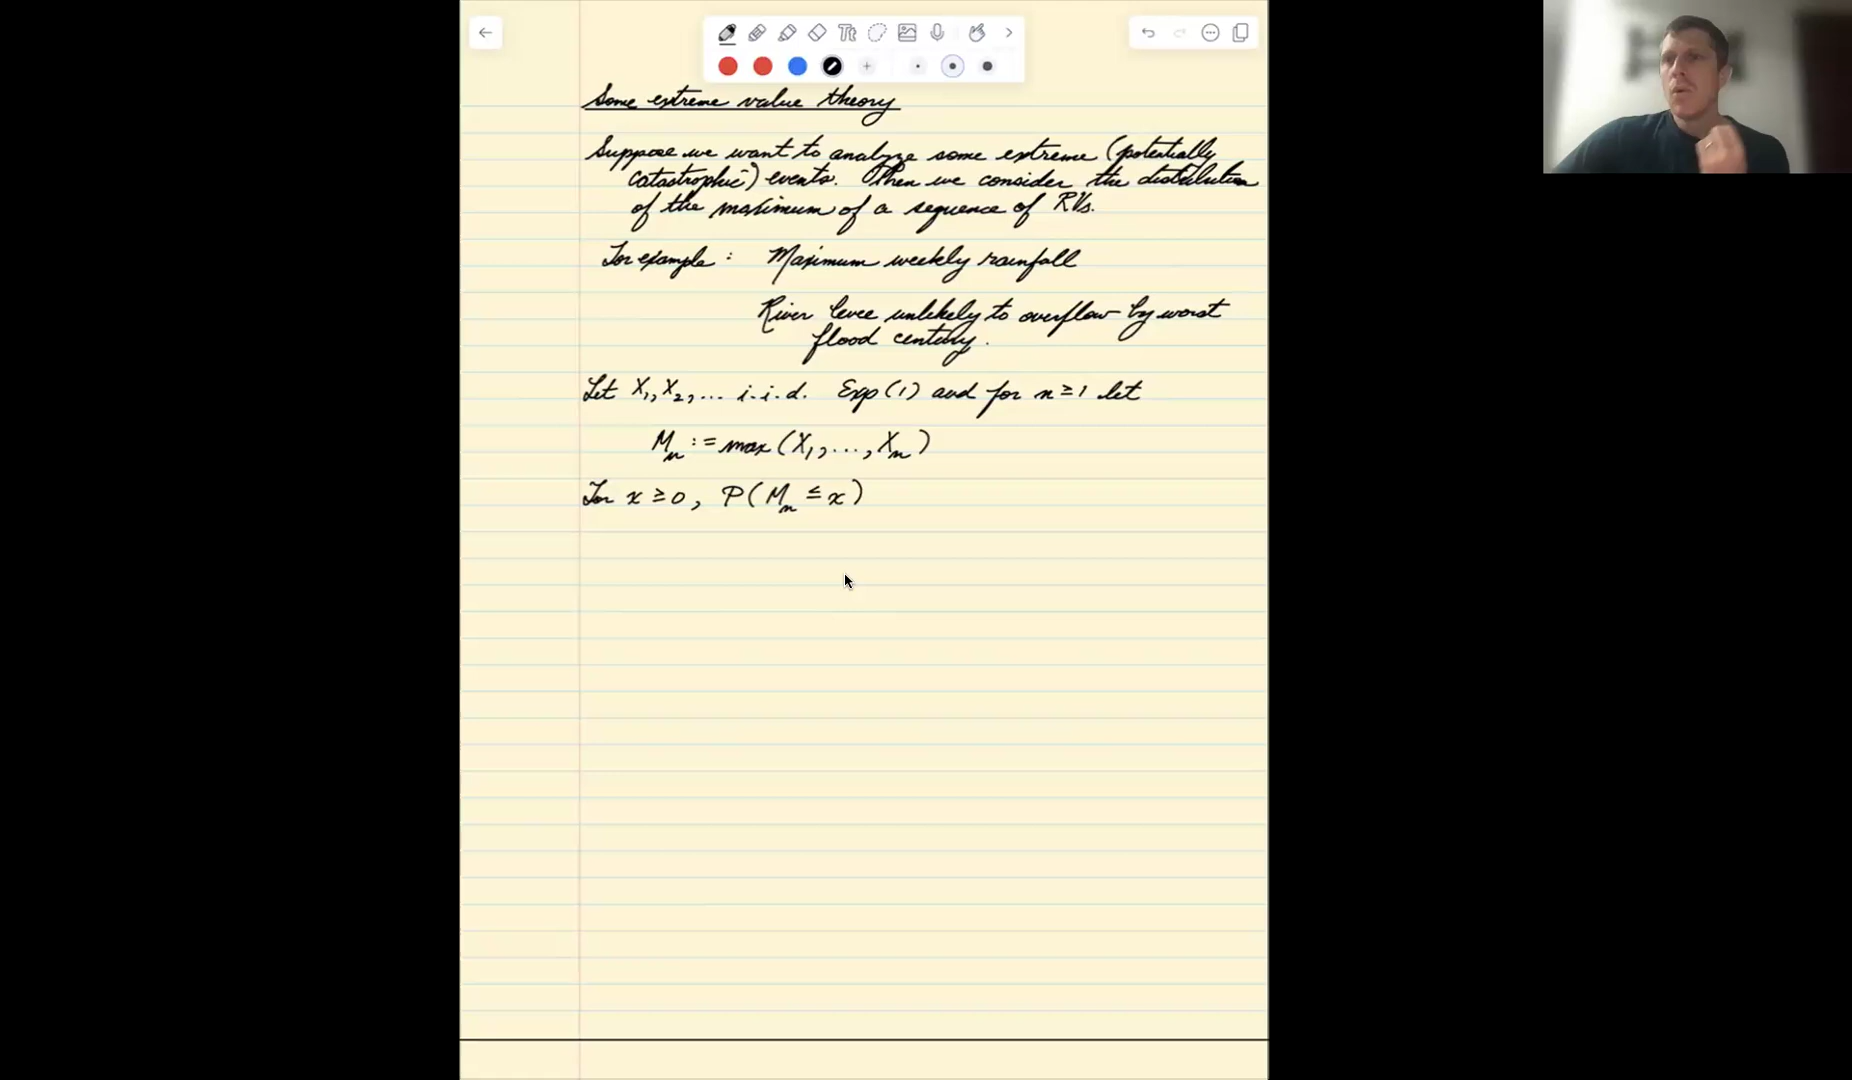 Some extreme value theory
Suppose we want to analyze some extreme (potentially
catastrophic) events. Then we consider the distribution
of the maximum of a sequence of RVs.
For example : Maximum weekly rainfall
River levee unlikely to overflow by worst
flood century.
Let X₁, X₂, ... i.i.d. Exp(1) and for n ≥ 1 let
Mₙ := max(X₁, ..., Xₙ)
For x ≥ 0, P(Mₙ ≤ x)